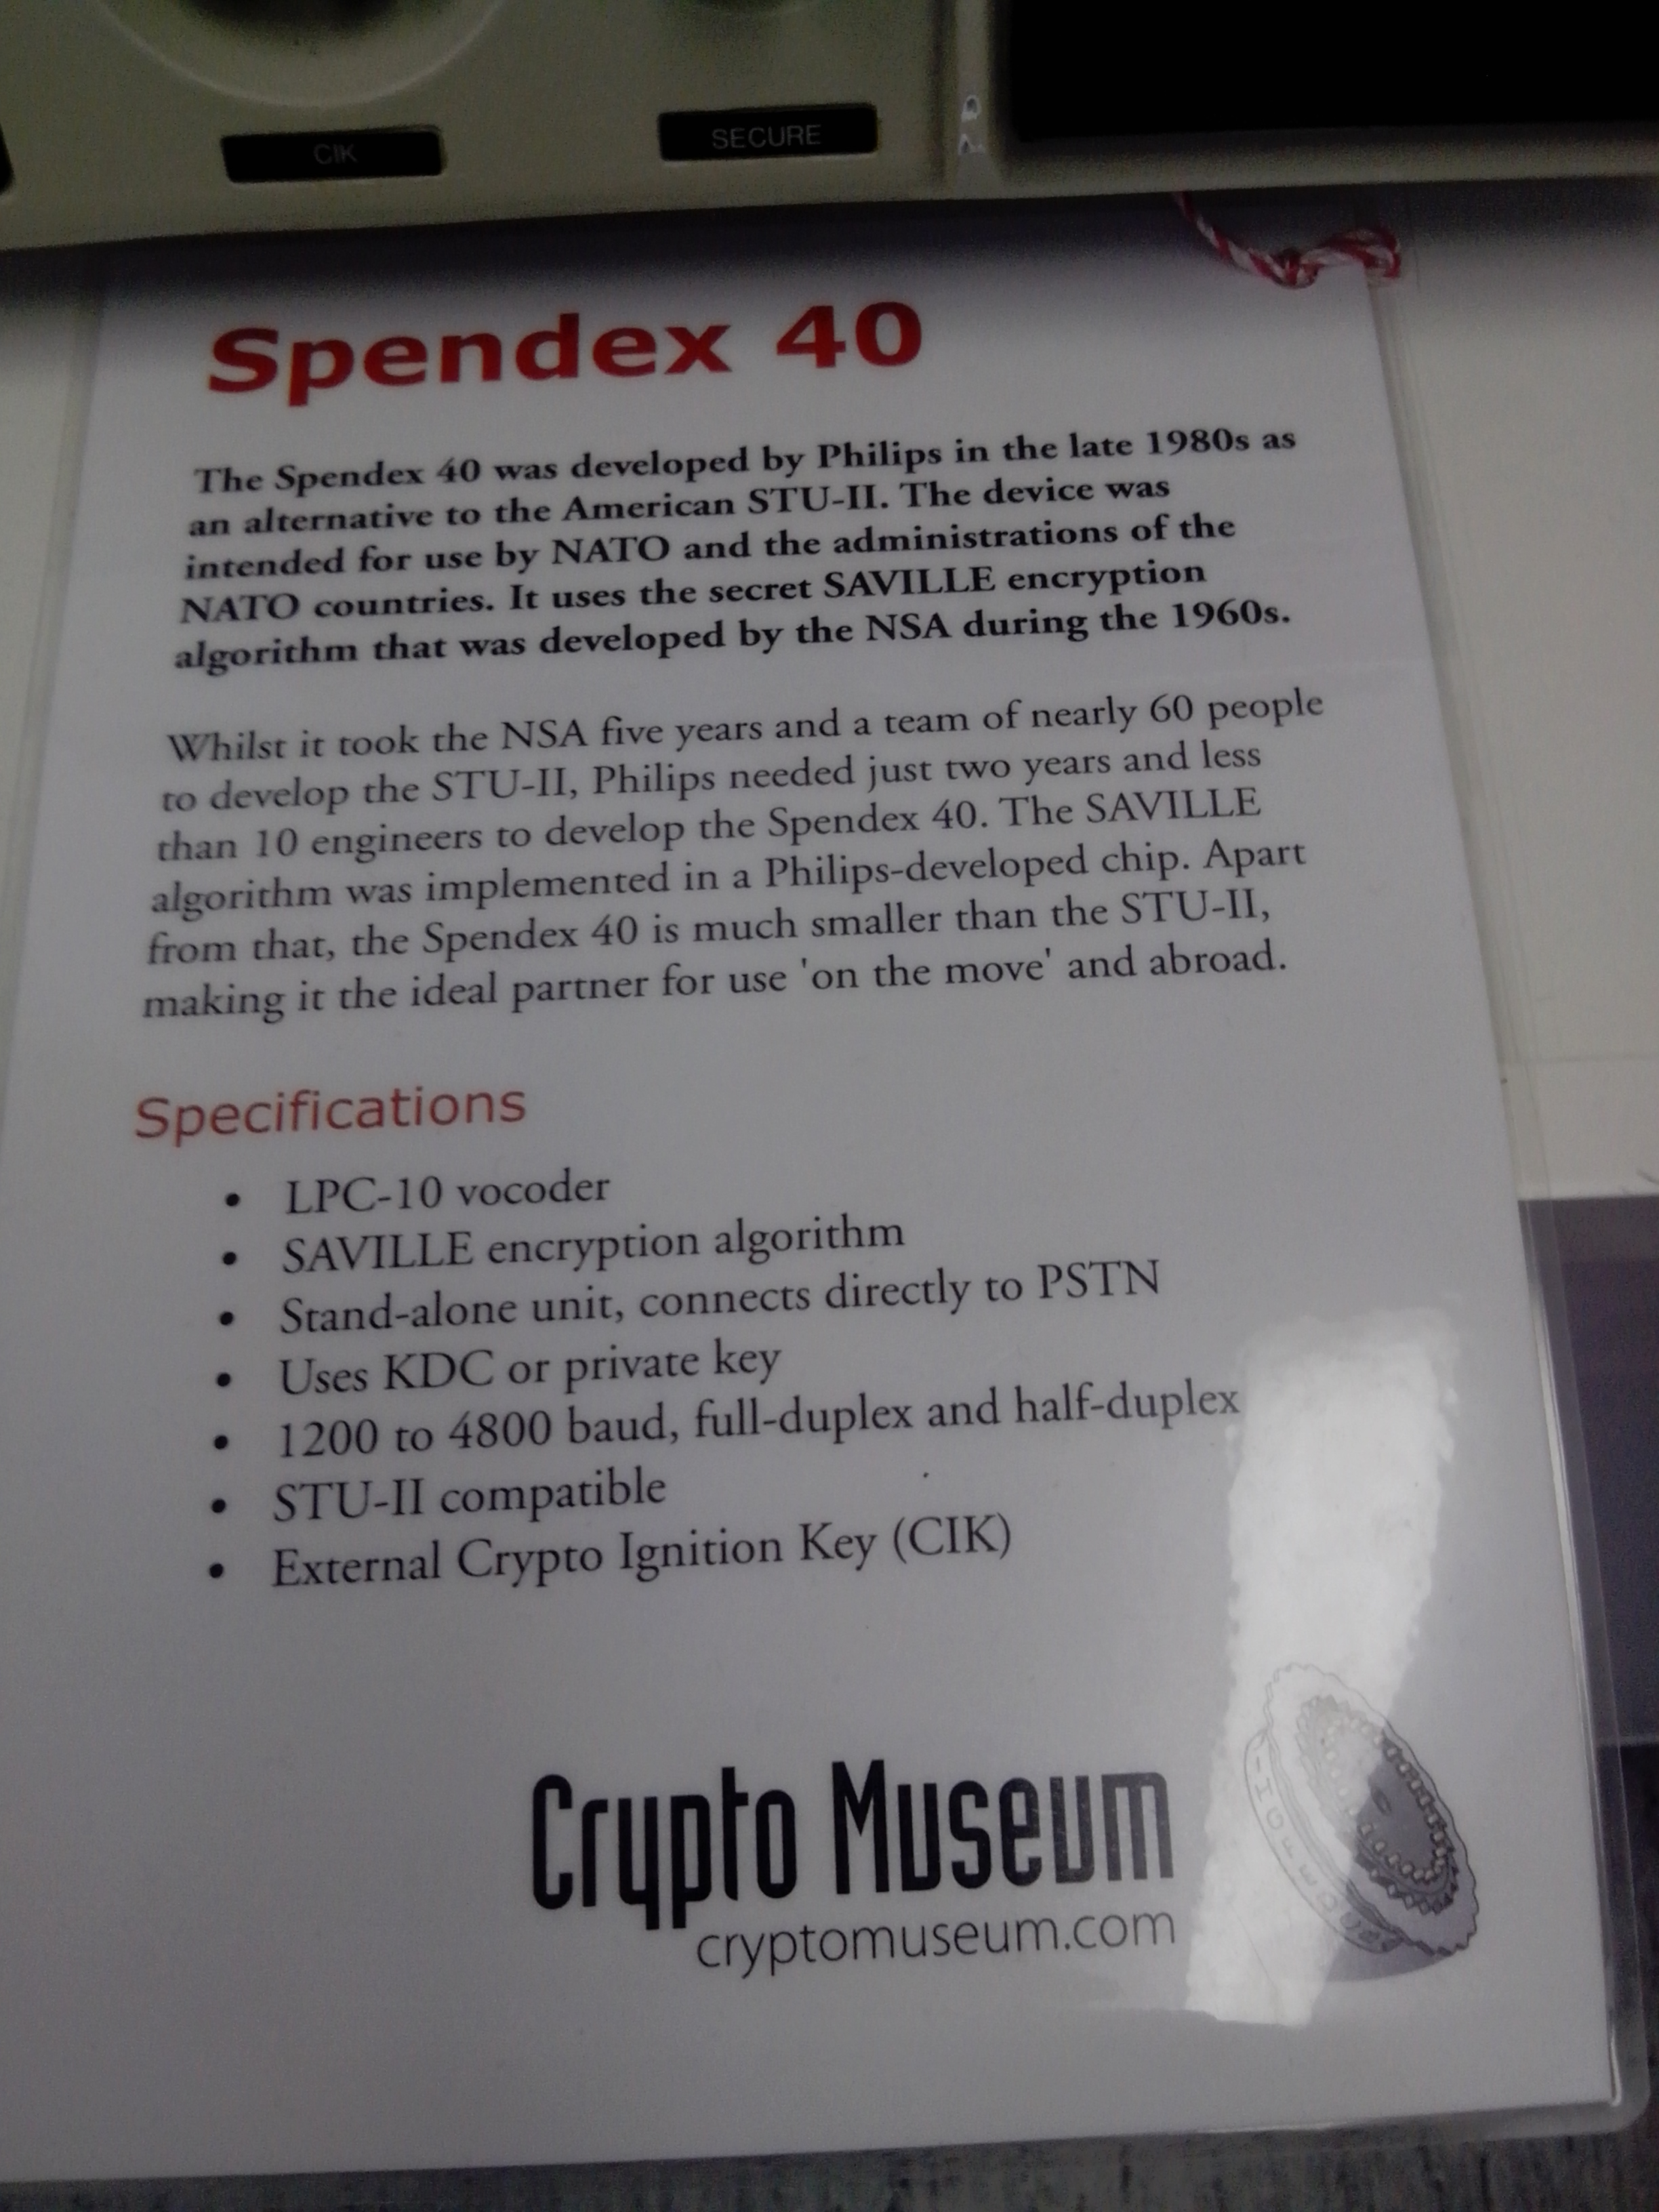 CIK
SECURE
Spendex 40
The Spendex 40 was developed by Philips in the late 1980s as
an alternative to the American STU-II. The device was
intended for use by NATO and the administrations of the
NATO countries. It uses the secret SAVILLE encryption
algorithm that was developed by the NSA during the 1960s.
Whilst it took the NSA five years and a team of nearly 60 people
to develop the STU-II, Philips needed just two years and less
than 10 engineers to develop the Spendex 40. The SAVILLE
algorithm was implemented in a Philips-developed chip. Apart
from that, the Spendex 40 is much smaller than the STU-II,
making it the ideal partner for use 'on the move' and abroad.
Specifications
• LPC-10 vocoder
• SAVILLE encryption algorithm
• Stand-alone unit, connects directly to PSTN
• Uses KDC or private key
• 1200 to 4800 baud, full-duplex and half-duplex
• STU-II compatible
• External Crypto Ignition Key (CIK)
Crypto Museum
cryptomuseum.com